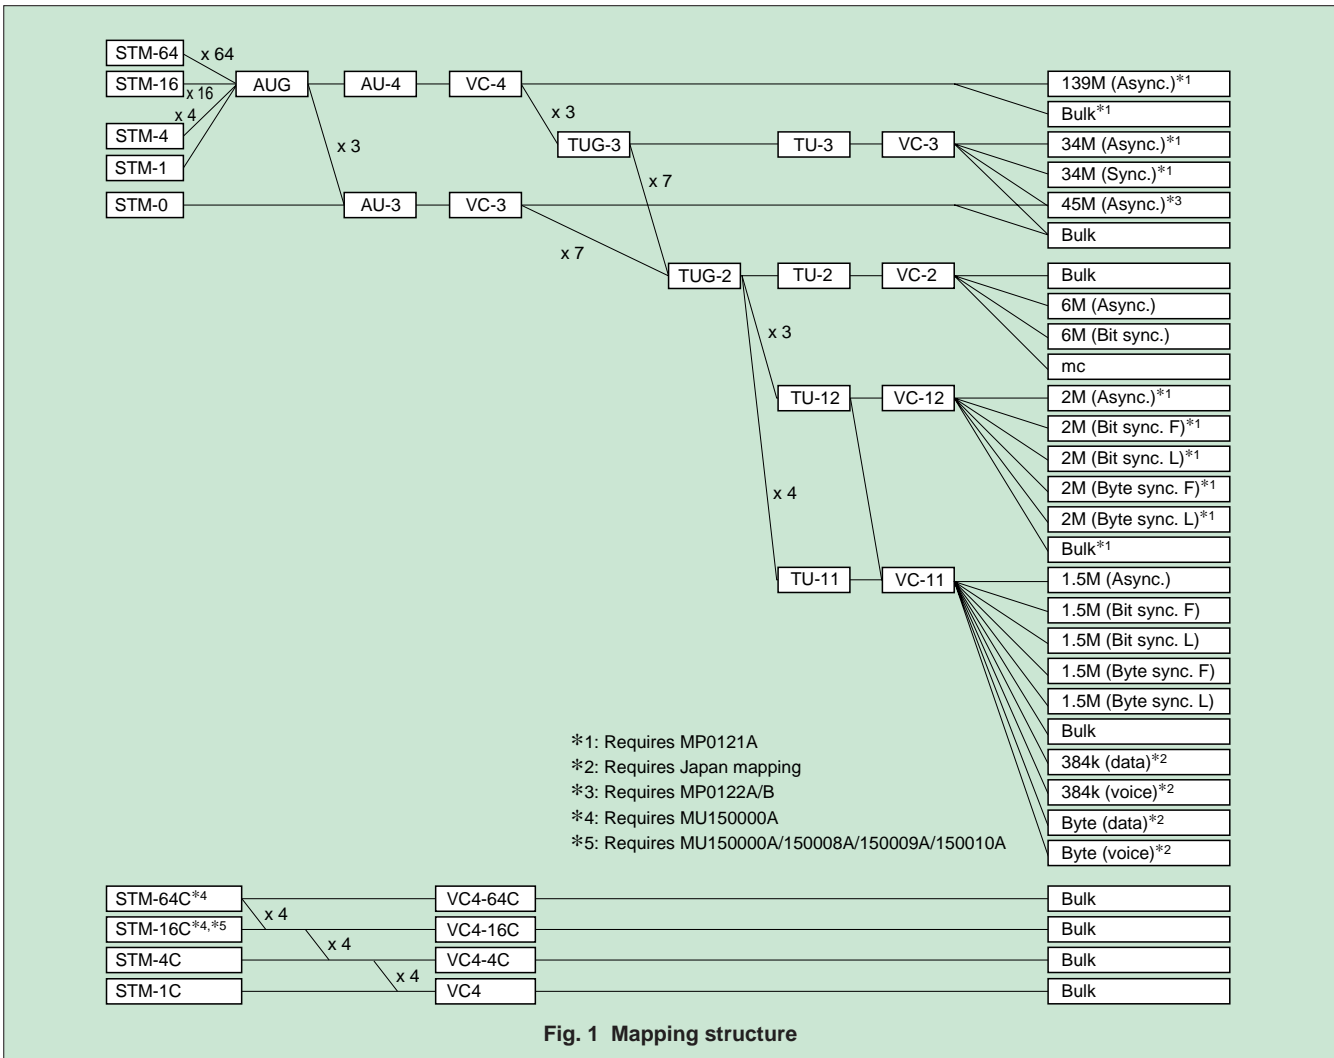 STM-64
x 64
STM-16
x 16
AUG
AU-4
VC-4
139M (Async.)*1
x 4
x 3
Bulk*1
STM-4
x 3
TUG-3
TU-3
VC-3
34M (Async.)*1
STM-1
x 7
34M (Sync.)*1
STM-0
AU-3
VC-3
45M (Async.)*3
Bulk
x 7
TUG-2
TU-2
VC-2
Bulk
6M (Async.)
x 3
6M (Bit sync.)
mc
TU-12
VC-12
2M (Async.)*1
2M (Bit sync. F)*1
2M (Bit sync. L)*1
x 4
2M (Byte sync. F)*1
2M (Byte sync. L)*1
Bulk*1
TU-11
VC-11
1.5M (Async.)
1.5M (Bit sync. F)
1.5M (Bit sync. L)
1.5M (Byte sync. F)
1.5M (Byte sync. L)
Bulk
384k (data)*2
384k (voice)*2
Byte (data)*2
Byte (voice)*2
*1: Requires MP0121A
*2: Requires Japan mapping
*3: Requires MP0122A/B
*4: Requires MU150000A
*5: Requires MU150000A/150008A/150009A/150010A
STM-64C*4
VC4-64C
Bulk
x 4
STM-16C*4,*5
VC4-16C
Bulk
x 4
STM-4C
VC4-4C
Bulk
x 4
STM-1C
VC4
Bulk
Fig. 1 Mapping structure